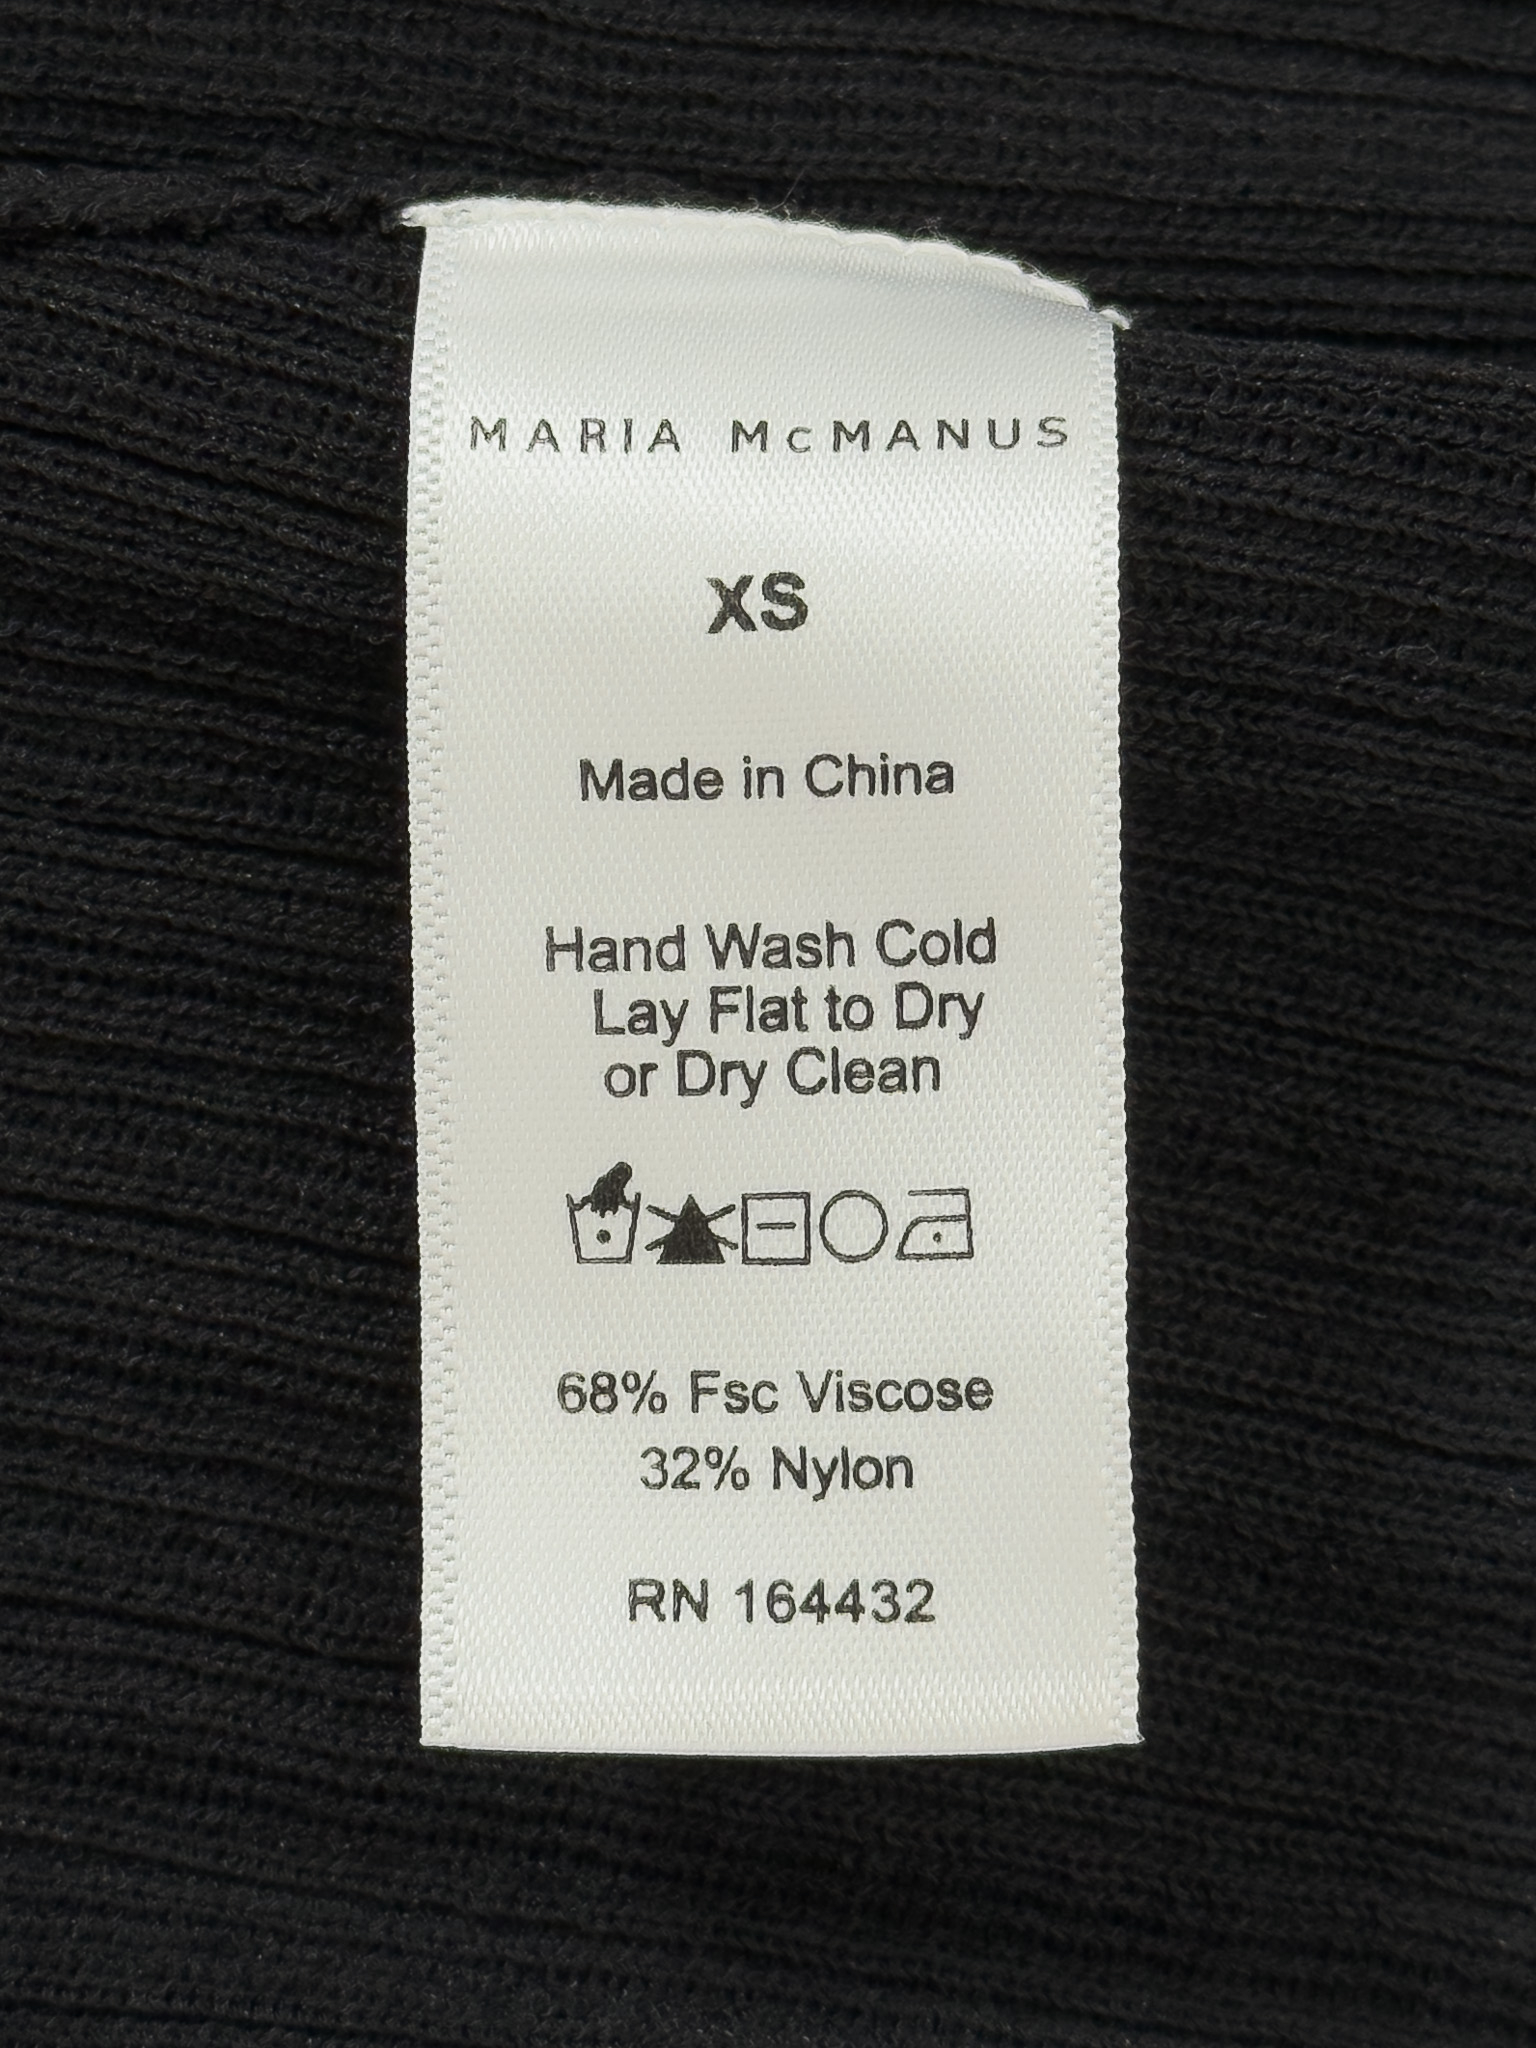 MARIA McMANUS
XS
Made in China
Hand Wash Cold
Lay Flat to Dry
or Dry Clean
68% Fsc Viscose
32% Nylon
RN 164432